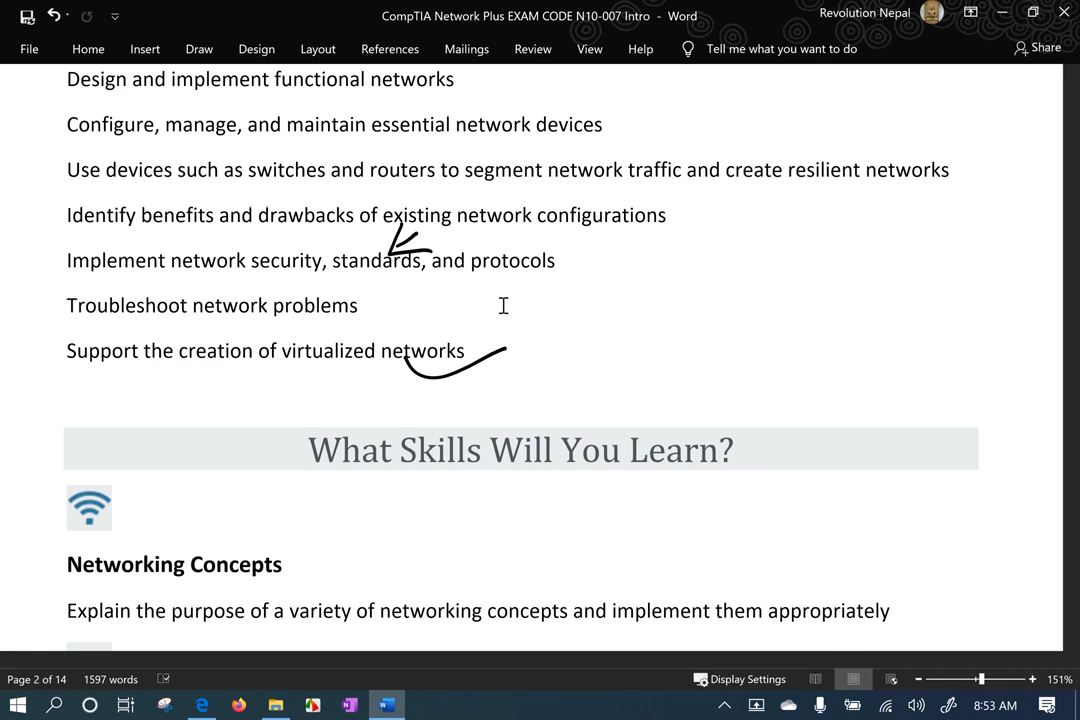 CompTIA Network Plus EXAM CODE N10-007 Intro - Word
Revolution Nepal
File Home Insert Draw Design Layout References Mailings Review View Help Tell me what you want to do Share
Design and implement functional networks
Configure, manage, and maintain essential network devices
Use devices such as switches and routers to segment network traffic and create resilient networks
Identify benefits and drawbacks of existing network configurations
Implement network security, standards, and protocols
Troubleshoot network problems
Support the creation of virtualized networks
What Skills Will You Learn?
Networking Concepts
Explain the purpose of a variety of networking concepts and implement them appropriately
Page 2 of 14 1597 words Display Settings 151%
8:53 AM